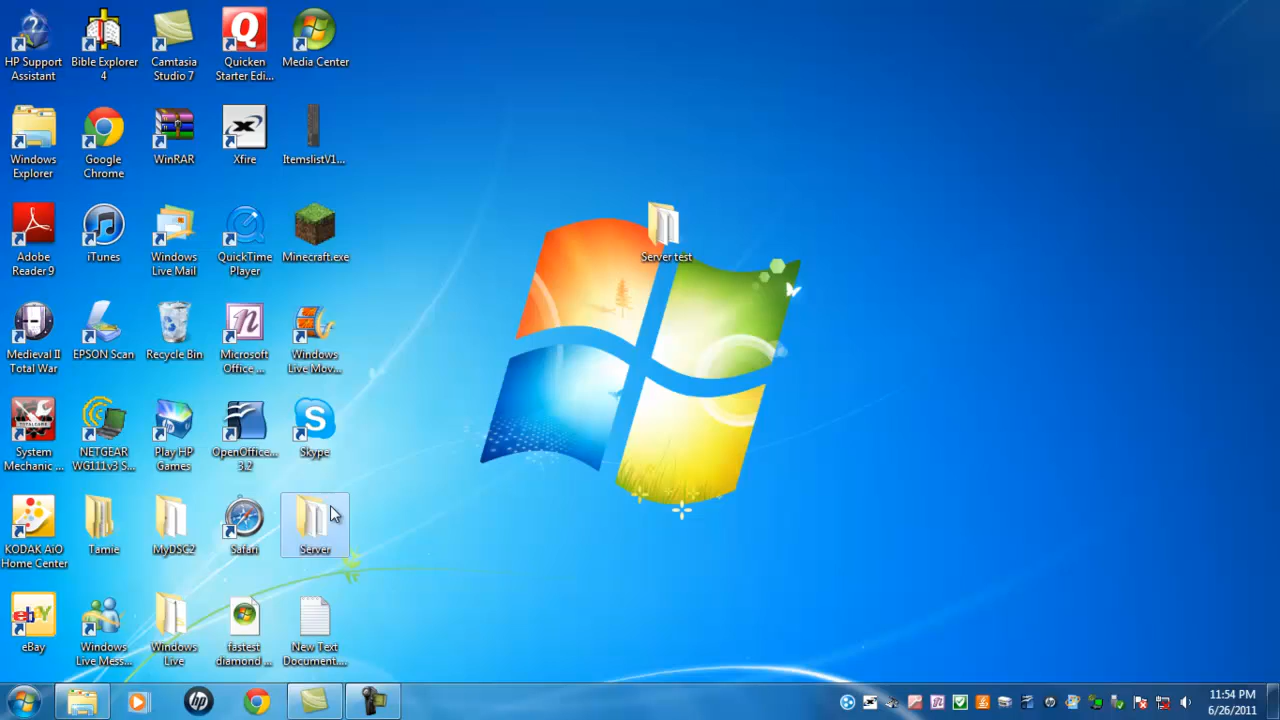 HP Support
Assistant
Bible Explorer
4
Camtasia
Studio 7
Quicken
Starter Edi...
Media Center
Windows
Explorer
Google
Chrome
WinRAR
Xfire
ItemslistV1...
Adobe
Reader 9
iTunes
Windows
Live Mail
QuickTime
Player
Minecraft.exe
Server test
Medieval II
Total War
EPSON Scan
Recycle Bin
Microsoft
Office ...
Windows
Live Mov...
System
Mechanic ...
NETGEAR
WG111v3 S...
Play HP
Games
OpenOffice...
3.2
Skype
KODAK AiO
Home Center
Tamie
MyDSC2
Safari
Server
eBay
Windows
Live Mess...
Windows
Live
fastest
diamond ...
New Text
Document....
11:54 PM
6/26/2011